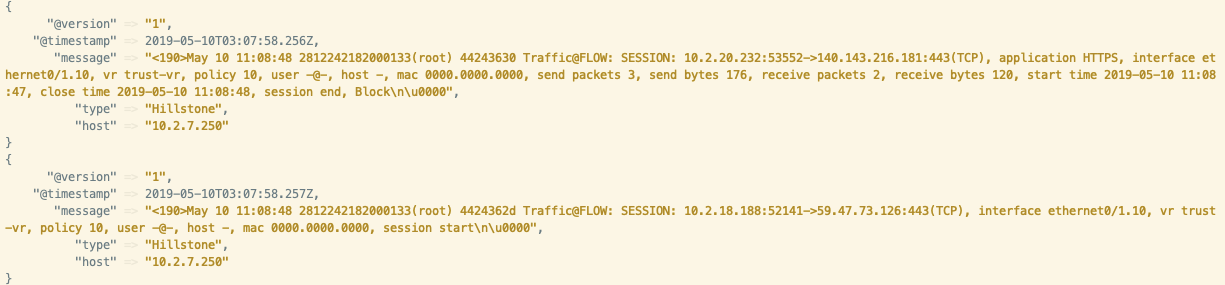 {
"@version" => "1",
"@timestamp" => 2019-05-10T03:07:58.256Z,
"message" => "<190>May 10 11:08:48 2812242182000133(root) 44243630 Traffic@FLOW: SESSION: 10.2.20.232:53552->140.143.216.181:443(TCP), application HTTPS, interface et
hernet0/1.10, vr trust-vr, policy 10, user -@-, host -, mac 0000.0000.0000, send packets 3, send bytes 176, receive packets 2, receive bytes 120, start time 2019-05-10 11:08
:47, close time 2019-05-10 11:08:48, session end, Block\n\u0000",
"type" => "Hillstone",
"host" => "10.2.7.250"
}
{
"@version" => "1",
"@timestamp" => 2019-05-10T03:07:58.257Z,
"message" => "<190>May 10 11:08:48 2812242182000133(root) 4424362d Traffic@FLOW: SESSION: 10.2.18.188:52141->59.47.73.126:443(TCP), interface ethernet0/1.10, vr trust
-vr, policy 10, user -@-, host -, mac 0000.0000.0000, session start\n\u0000",
"type" => "Hillstone",
"host" => "10.2.7.250"
}